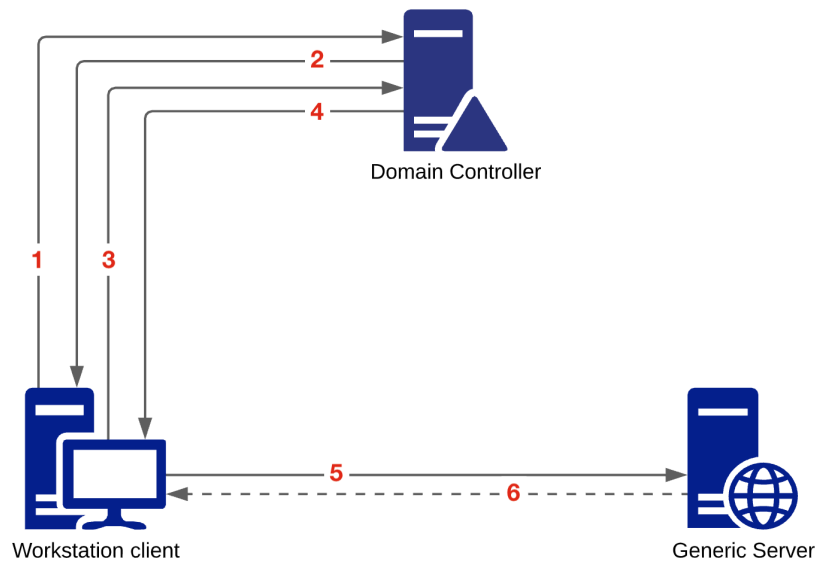 2
4
Domain Controller
1
3
5
6
Workstation client
Generic Server